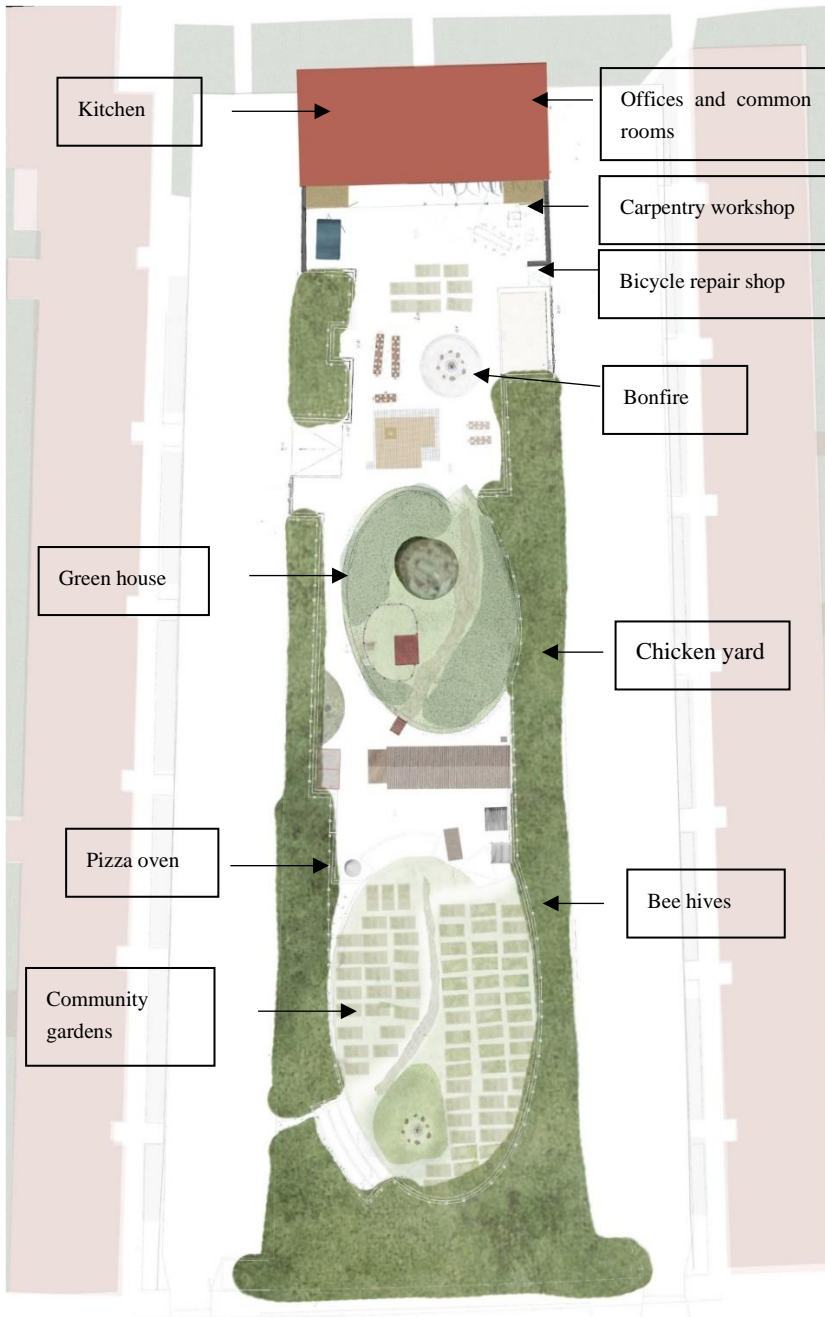 Kitchen
Offices and common
rooms
Carpentry workshop
Bicycle repair shop
Bonfire
Green house
Chicken yard
Pizza oven
Bee hives
Community
gardens